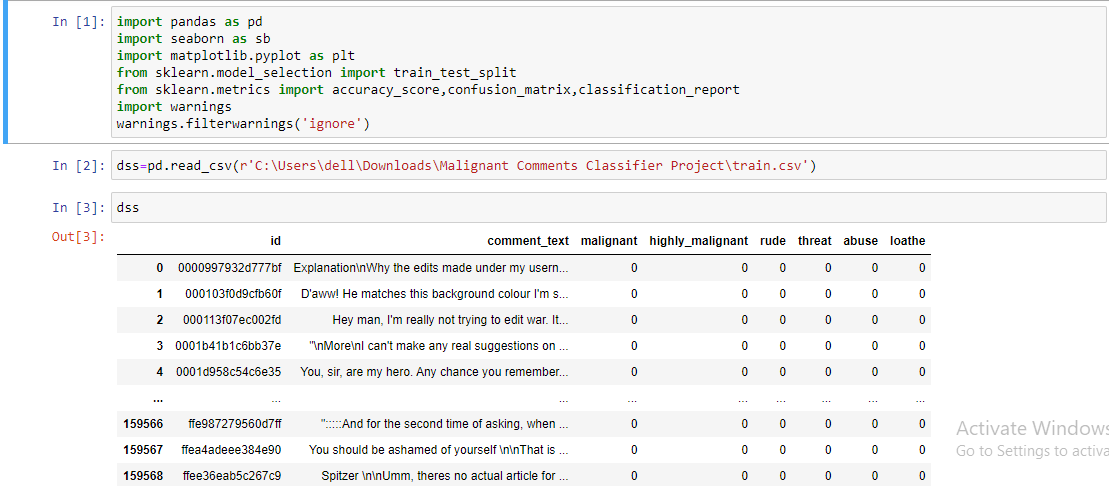 In [1]: import pandas as pd
import seaborn as sb
import matplotlib.pyplot as plt
from sklearn.model_selection import train_test_split
from sklearn.metrics import accuracy_score,confusion_matrix,classification_report
import warnings
warnings.filterwarnings('ignore')
In [2]: dss=pd.read_csv(r'C:\Users\dell\Downloads\Malignant Comments Classifier Project\train.csv')
In [3]: dss
Out[3]:
id comment_text malignant highly_malignant rude threat abuse loathe
0 0000997932d777bf Explanation\nWhy the edits made under my usern... 0 0 0 0 0 0
1 000103f0d9cfb60f D'aww! He matches this background colour I'm s... 0 0 0 0 0 0
2 000113f07ec002fd Hey man, I'm really not trying to edit war. It... 0 0 0 0 0 0
3 0001b41b1c6bb37e "\nMore\nI can't make any real suggestions on ... 0 0 0 0 0 0
4 0001d958c54c6e35 You, sir, are my hero. Any chance you remember... 0 0 0 0 0 0
... ... ... ... ... ... ... ... ...
159566 ffe987279560d7ff ":::::And for the second time of asking, when ... 0 0 0 0 0 0
159567 ffea4adeee384e90 You should be ashamed of yourself \n\nThat is ... 0 0 0 0 0 0
159568 ffee36eab5c267c9 Spitzer \n\nUmm, theres no actual article for ... 0 0 0 0 0 0
Activate Windows
Go to Settings to activa